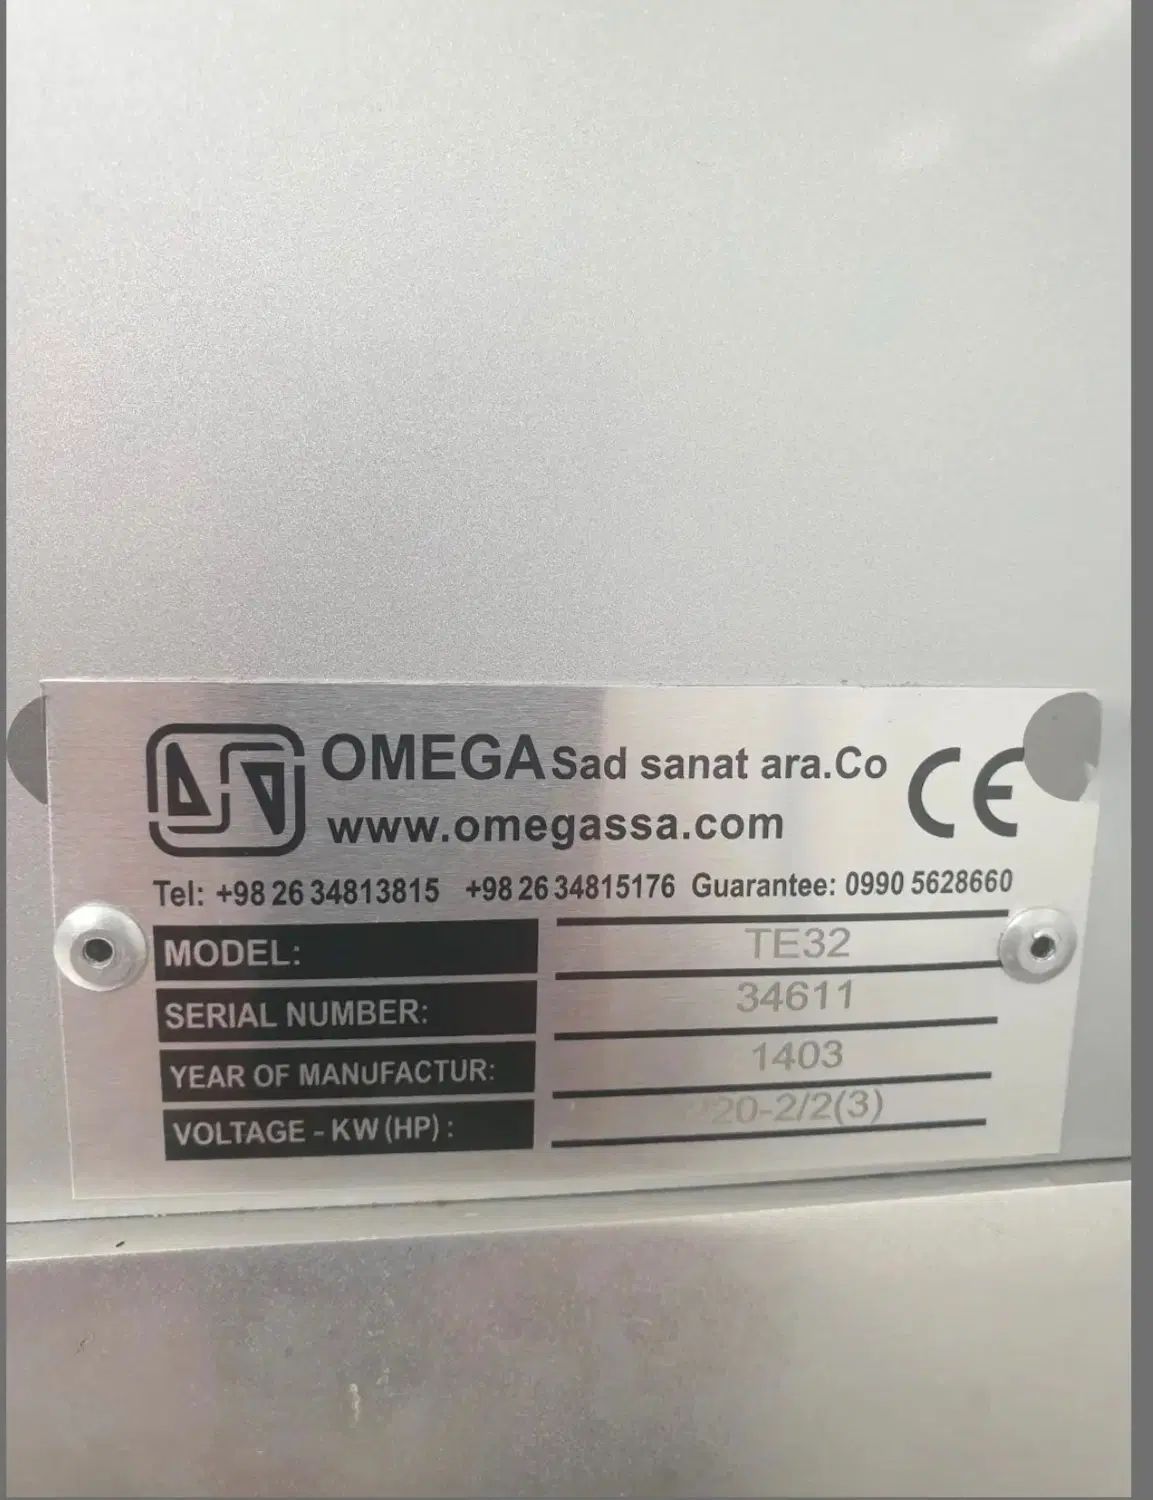 OMEGA Sad sanat ara.Co
www.omegassa.com
CE
Tel: +98 26 34813815 +98 26 34815176 Guarantee: 0990 5628660
MODEL: TE32
SERIAL NUMBER: 34611
YEAR OF MANUFACTUR: 1403
VOLTAGE - KW (HP) : 220-2/2(3)